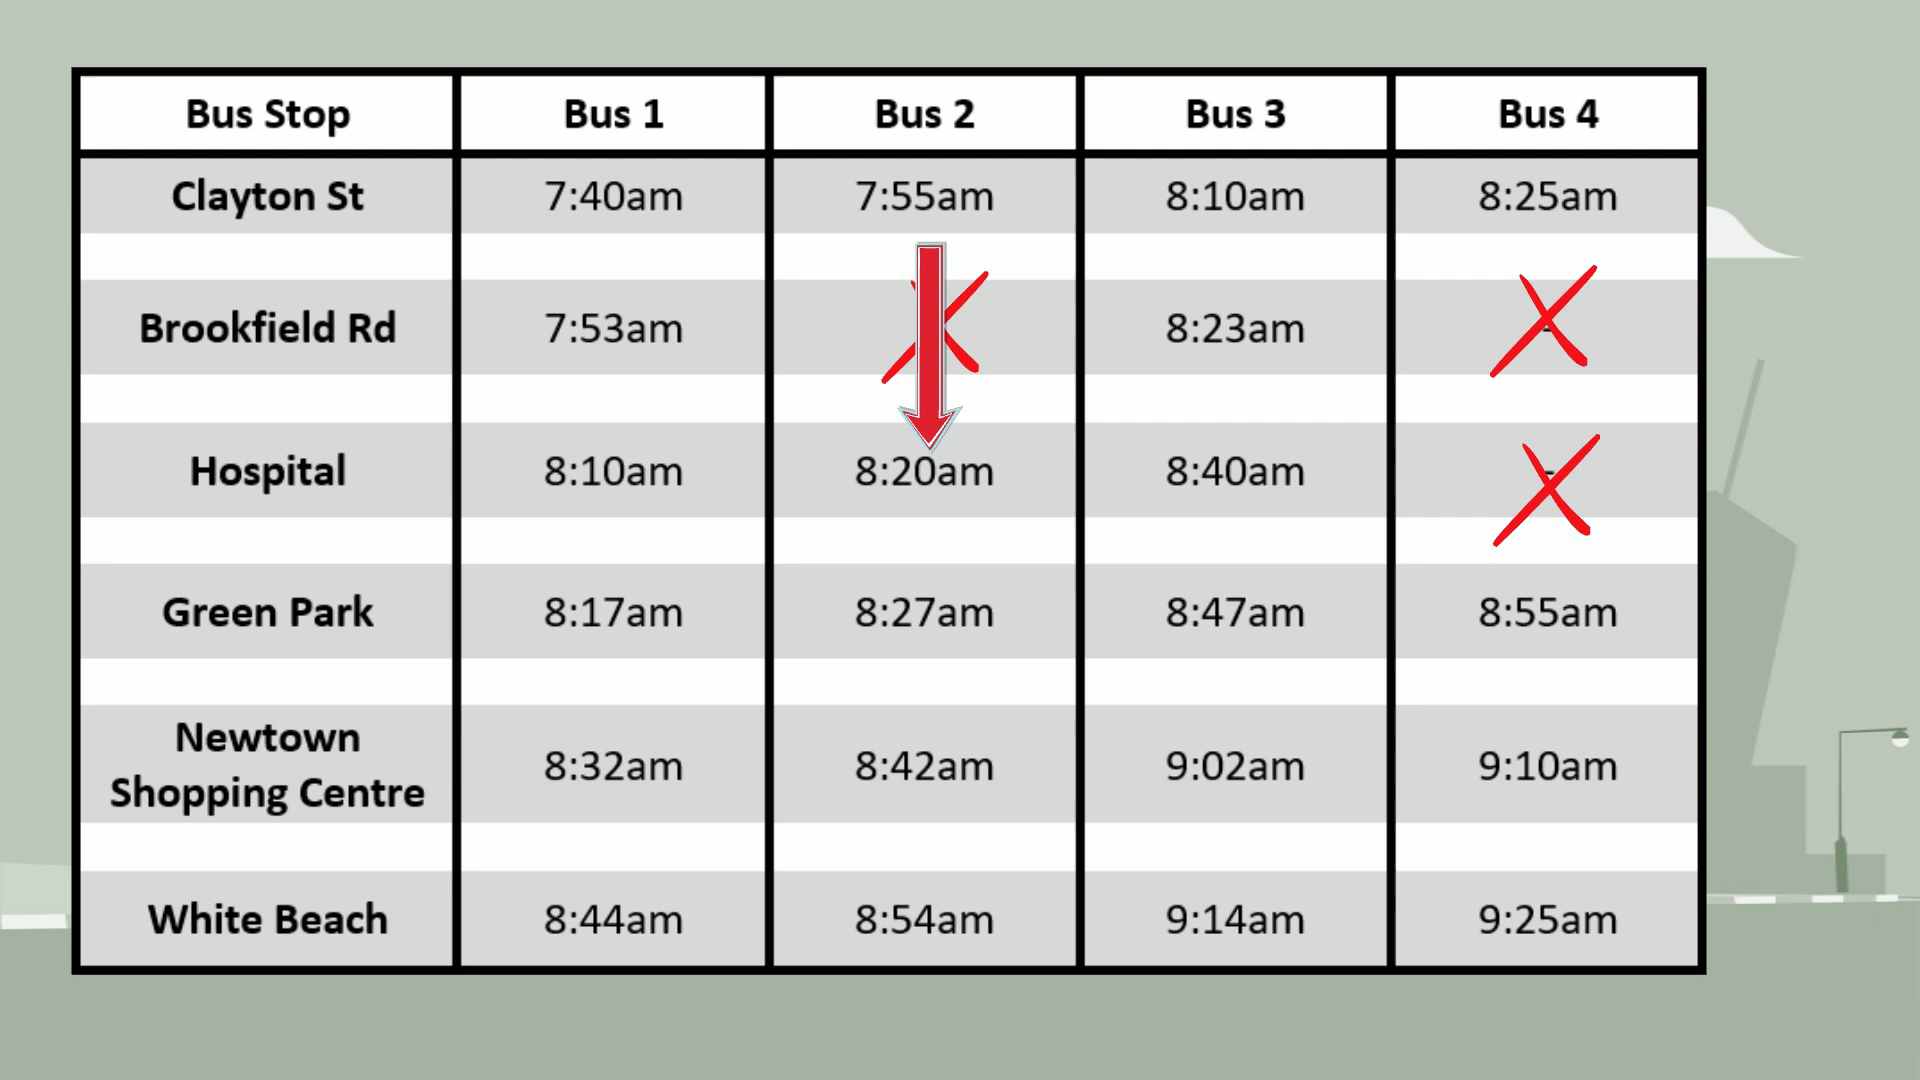 Bus Stop Bus 1 Bus 2 Bus 3 Bus 4
Clayton St 7:40am 7:55am 8:10am 8:25am
Brookfield Rd 7:53am 8:23am -
Hospital 8:10am 8:20am 8:40am -
Green Park 8:17am 8:27am 8:47am 8:55am
Newtown
Shopping Centre 8:32am 8:42am 9:02am 9:10am
White Beach 8:44am 8:54am 9:14am 9:25am